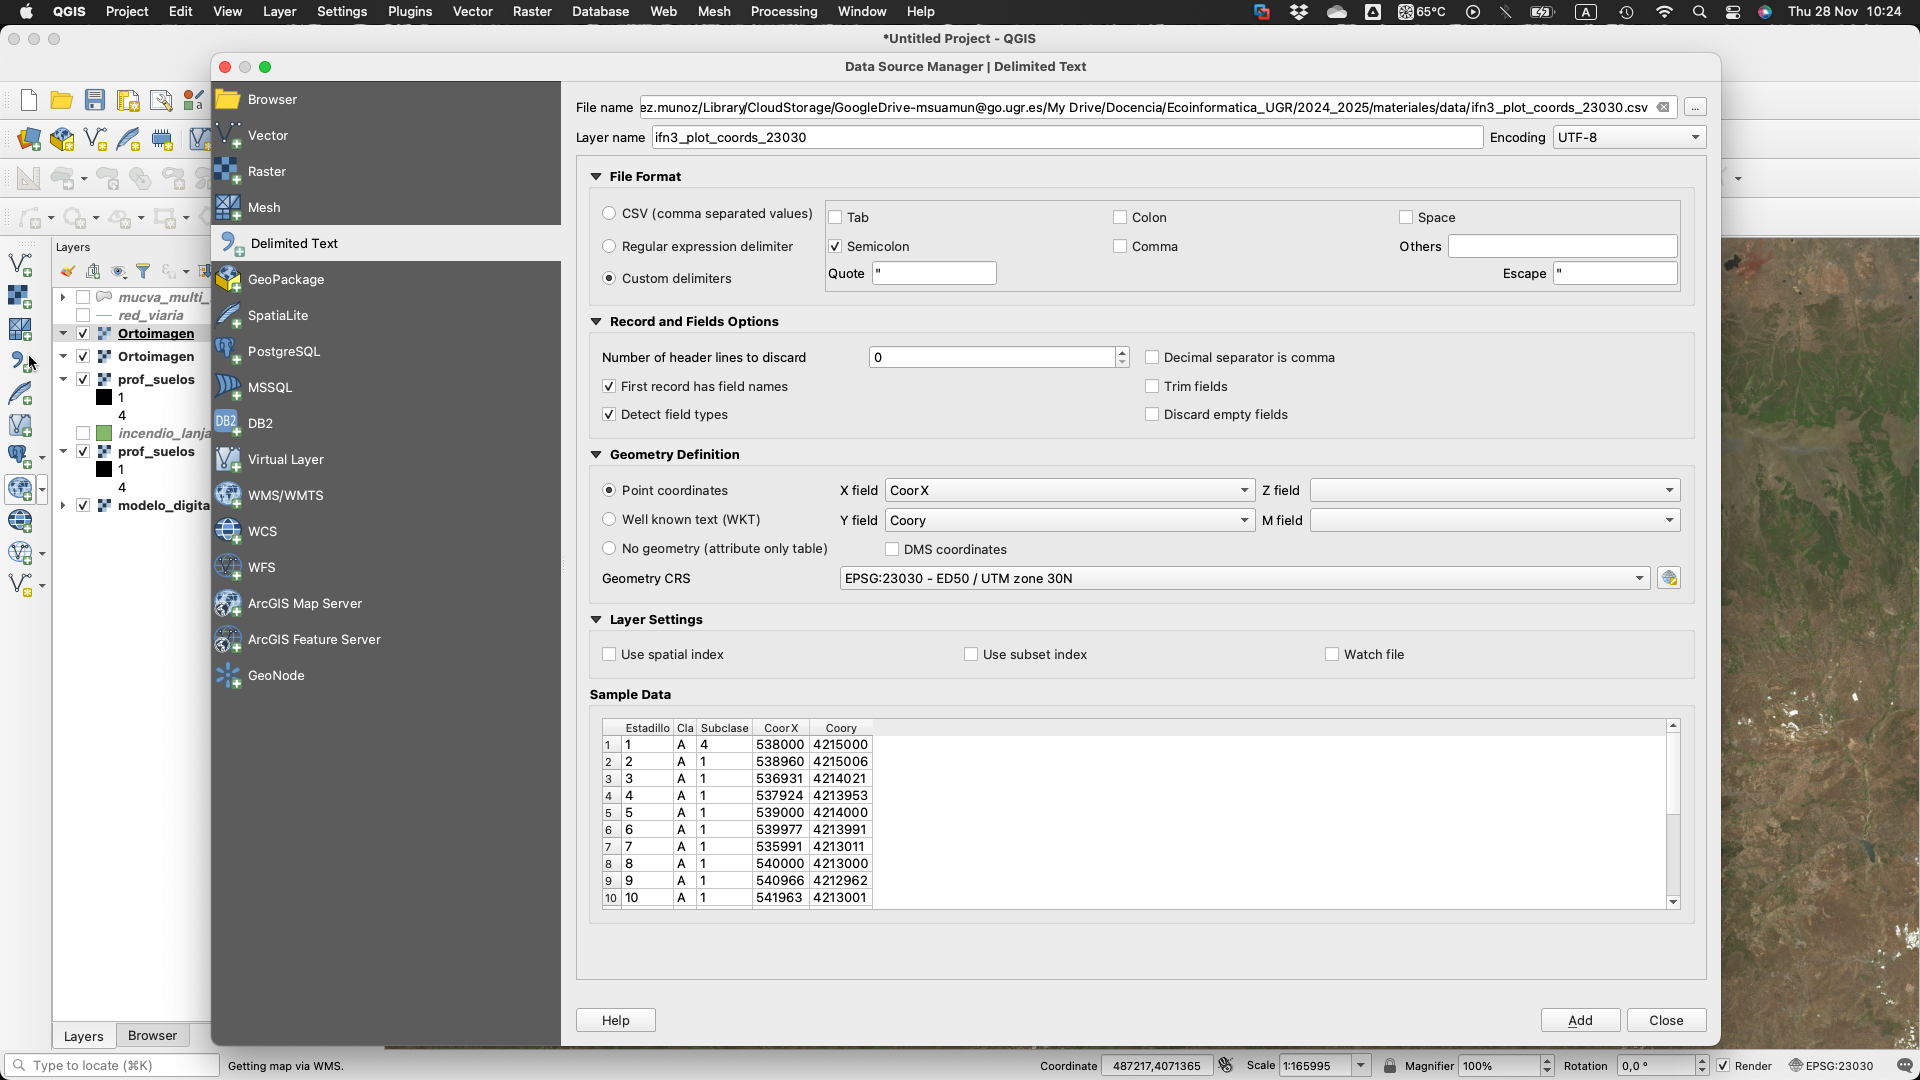 QGIS Project Edit View Layer Settings Plugins Vector Raster Database Web Mesh Processing Window Help 65°C A Thu 28 Nov 10:24
*Untitled Project - QGIS
Data Source Manager | Delimited Text
Browser
Vector
Raster
Mesh
Delimited Text
GeoPackage
SpatiaLite
PostgreSQL
MSSQL
DB2
DB2
Virtual Layer
WMS/WMTS
WCS
WFS
ArcGIS Map Server
ArcGIS Feature Server
GeoNode
Layers
mucva_multi_
red_viaria
Ortoimagen
Ortoimagen
prof_suelos
1
4
incendio_lanja
prof_suelos
1
4
modelo_digita
Layers Browser
File name ez.munoz/Library/CloudStorage/GoogleDrive-msuamun@go.ugr.es/My Drive/Docencia/Ecoinformatica_UGR/2024_2025/materiales/data/ifn3_plot_coords_23030.csv ...
Layer name ifn3_plot_coords_23030 Encoding UTF-8
File Format
CSV (comma separated values) Tab Colon Space
Regular expression delimiter Semicolon Comma Others
Custom delimiters Quote " Escape "
Record and Fields Options
Number of header lines to discard 0 Decimal separator is comma
First record has field names Trim fields
Detect field types Discard empty fields
Geometry Definition
Point coordinates X field CoorX Z field
Well known text (WKT) Y field Coory M field
No geometry (attribute only table) DMS coordinates
Geometry CRS EPSG:23030 - ED50 / UTM zone 30N
Layer Settings
Use spatial index Use subset index Watch file
Sample Data
Estadillo Cla Subclase CoorX Coory
1 1 A 4 538000 4215000
2 2 A 1 538960 4215006
3 3 A 1 536931 4214021
4 4 A 1 537924 4213953
5 5 A 1 539000 4214000
6 6 A 1 539977 4213991
7 7 A 1 535991 4213011
8 8 A 1 540000 4213000
9 9 A 1 540966 4212962
10 10 A 1 541963 4213001
Help Add Close
Type to locate (⌘K) Getting map via WMS. Coordinate 487217,4071365 Scale 1:165995 Magnifier 100% Rotation 0,0 ° Render EPSG:23030